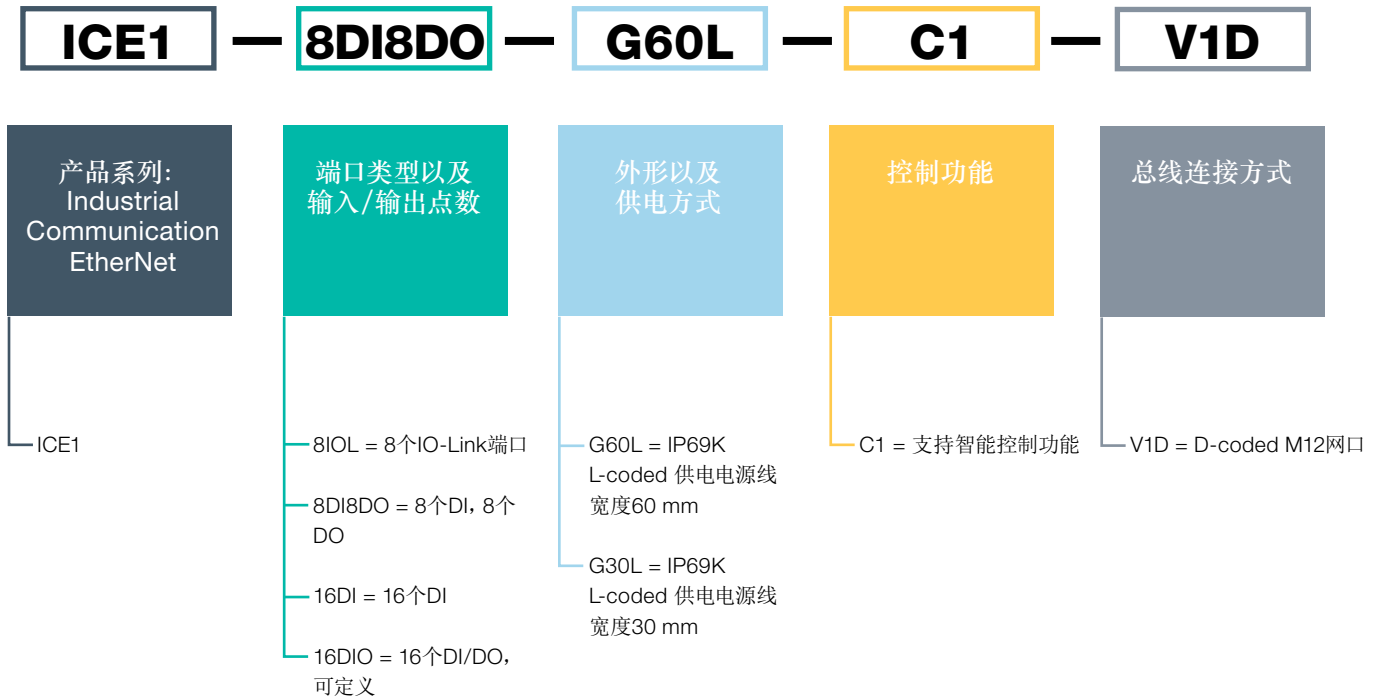 ICE1 — 8DI8DO — G60L — C1 — V1D
产品系列:
Industrial
Communication
EtherNet
端口类型以及
输入/输出点数
外形以及
供电方式
控制功能
总线连接方式
ICE1
8IOL = 8个IO-Link端口
8DI8DO = 8个DI, 8个
DO
16DI = 16个DI
16DIO = 16个DI/DO,
可定义
G60L = IP69K
L-coded 供电电源线
宽度60 mm
G30L = IP69K
L-coded 供电电源线
宽度30 mm
C1 = 支持智能控制功能
V1D = D-coded M12网口